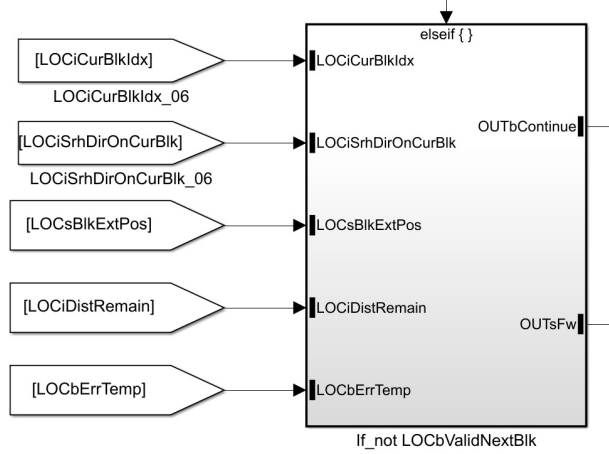 elseif { }
[LOCiCurBlkIdx]
LOCiCurBlkIdx
LOCiCurBlkIdx_06
OUTbContinue
[LOCiSrhDirOnCurBlk]
LOCiSrhDirOnCurBlk
LOCiSrhDirOnCurBlk_06
[LOCsBlkExtPos]
LOCsBlkExtPos
[LOCiDistRemain]
LOCiDistRemain
OUTsFw
[LOCbErrTemp]
LOCbErrTemp
If_not LOCbValidNextBlk